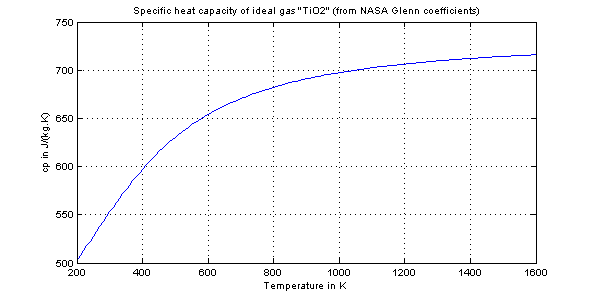 Specific heat capacity of ideal gas "TiO2" (from NASA Glenn coefficients)
cp in J/(kg.K)
750
700
650
600
550
500
200 400 600 800 1000 1200 1400 1600
Temperature in K